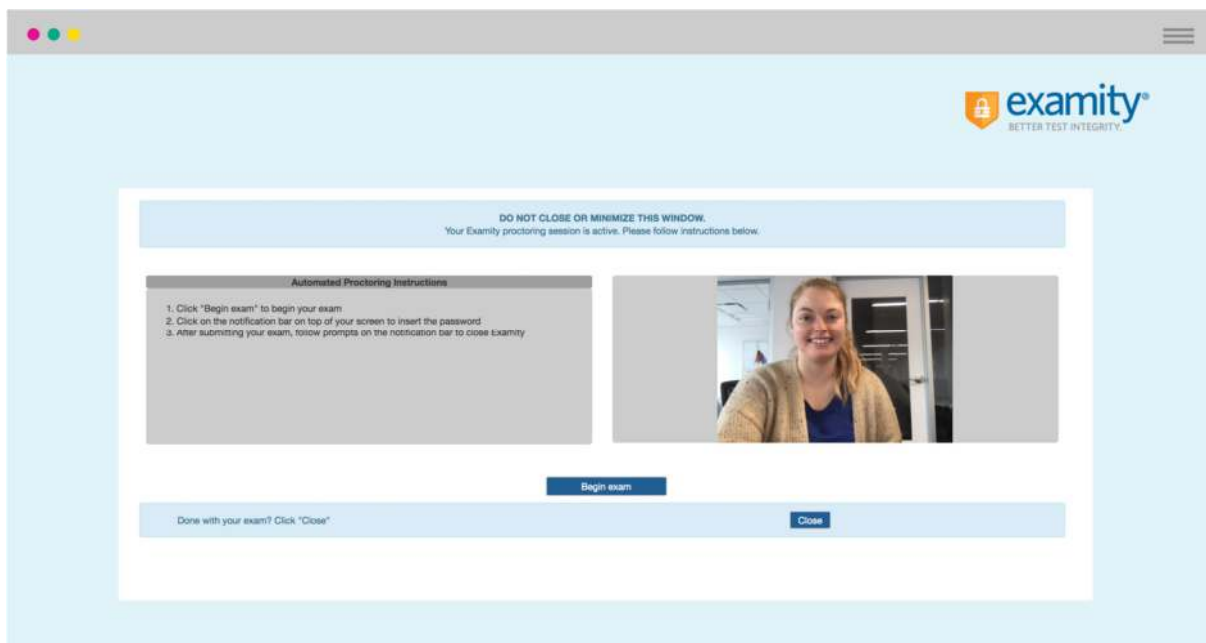 examity®
BETTER TEST INTEGRITY.
DO NOT CLOSE OR MINIMIZE THIS WINDOW.
Your Examity proctoring session is active. Please follow instructions below.
Automated Proctoring Instructions
1. Click "Begin exam" to begin your exam
2. Click on the notification bar on top of your screen to insert the password
3. After submitting your exam, follow prompts on the notification bar to close Examity
Begin exam
Done with your exam? Click "Close"
Close